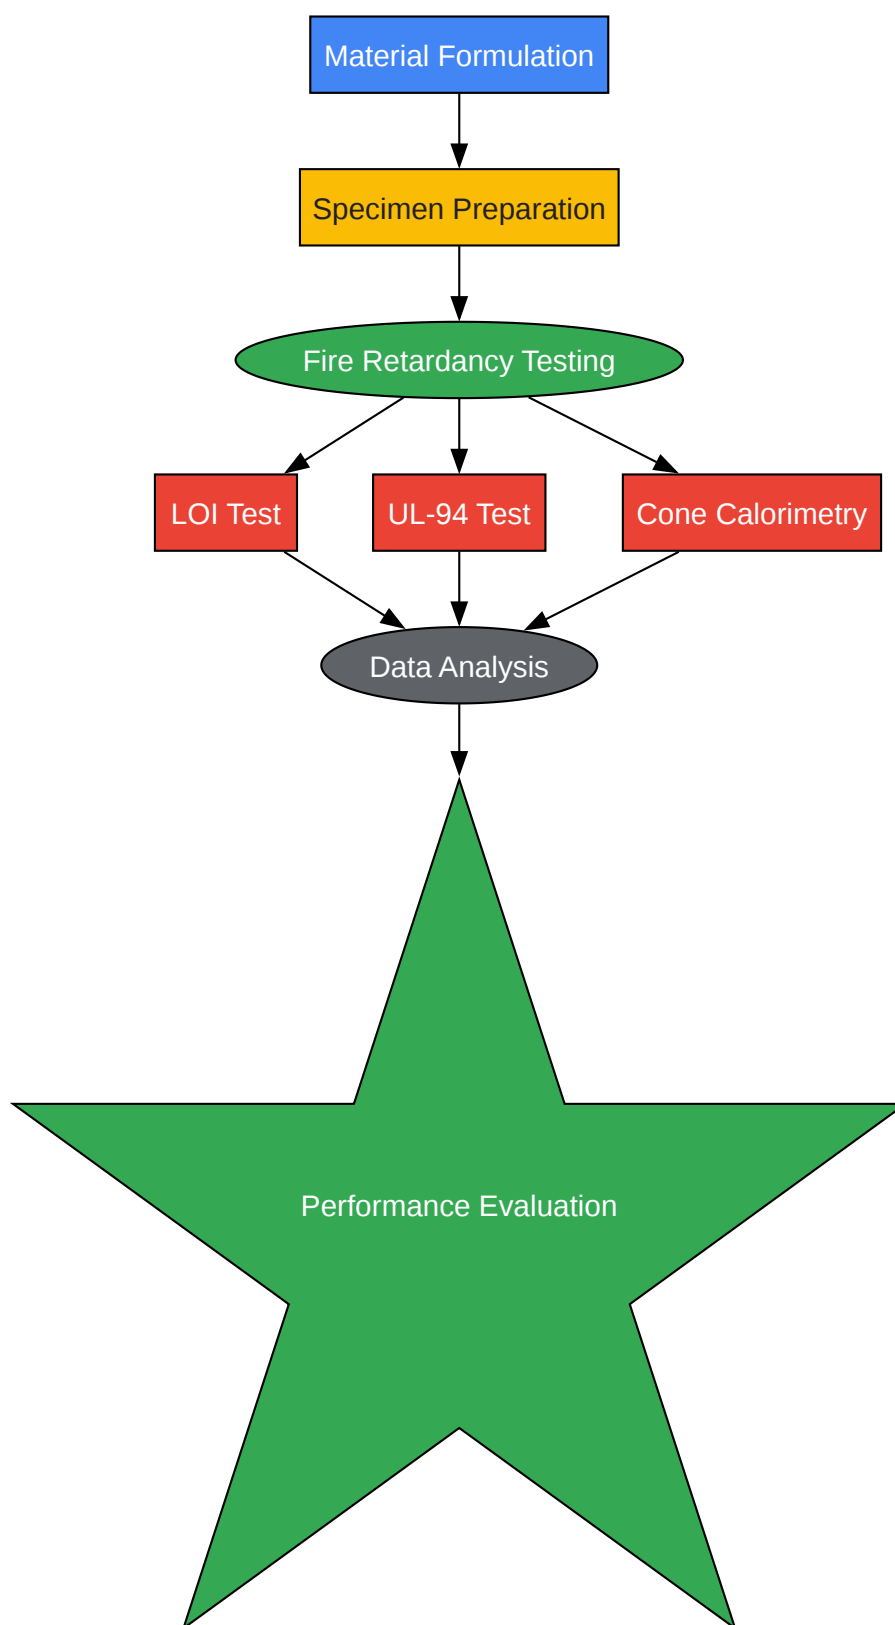 Material Formulation
Specimen Preparation
Fire Retardancy Testing
LOI Test
UL-94 Test
Cone Calorimetry
Data Analysis
Performance Evaluation